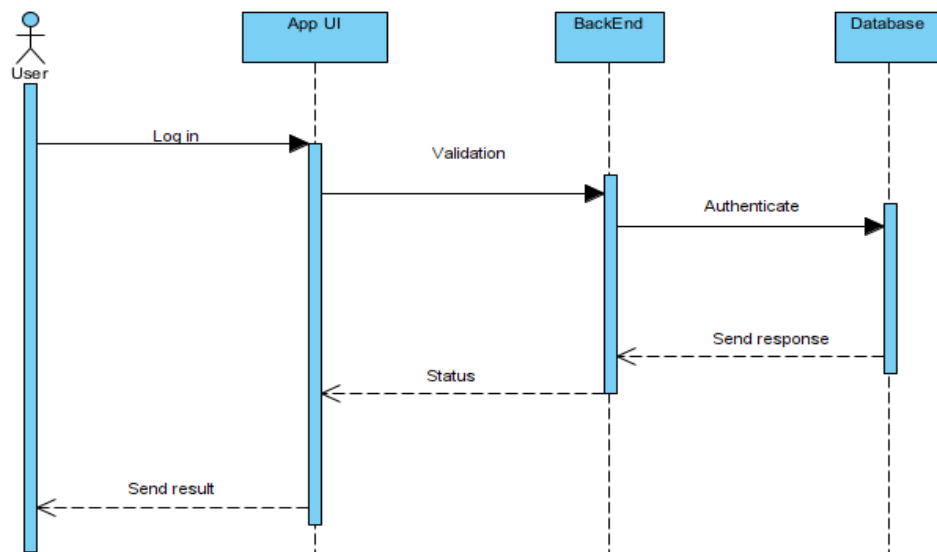 App UI
BackEnd
Database
User
Log in
Validation
Authenticate
Send response
Status
Send result